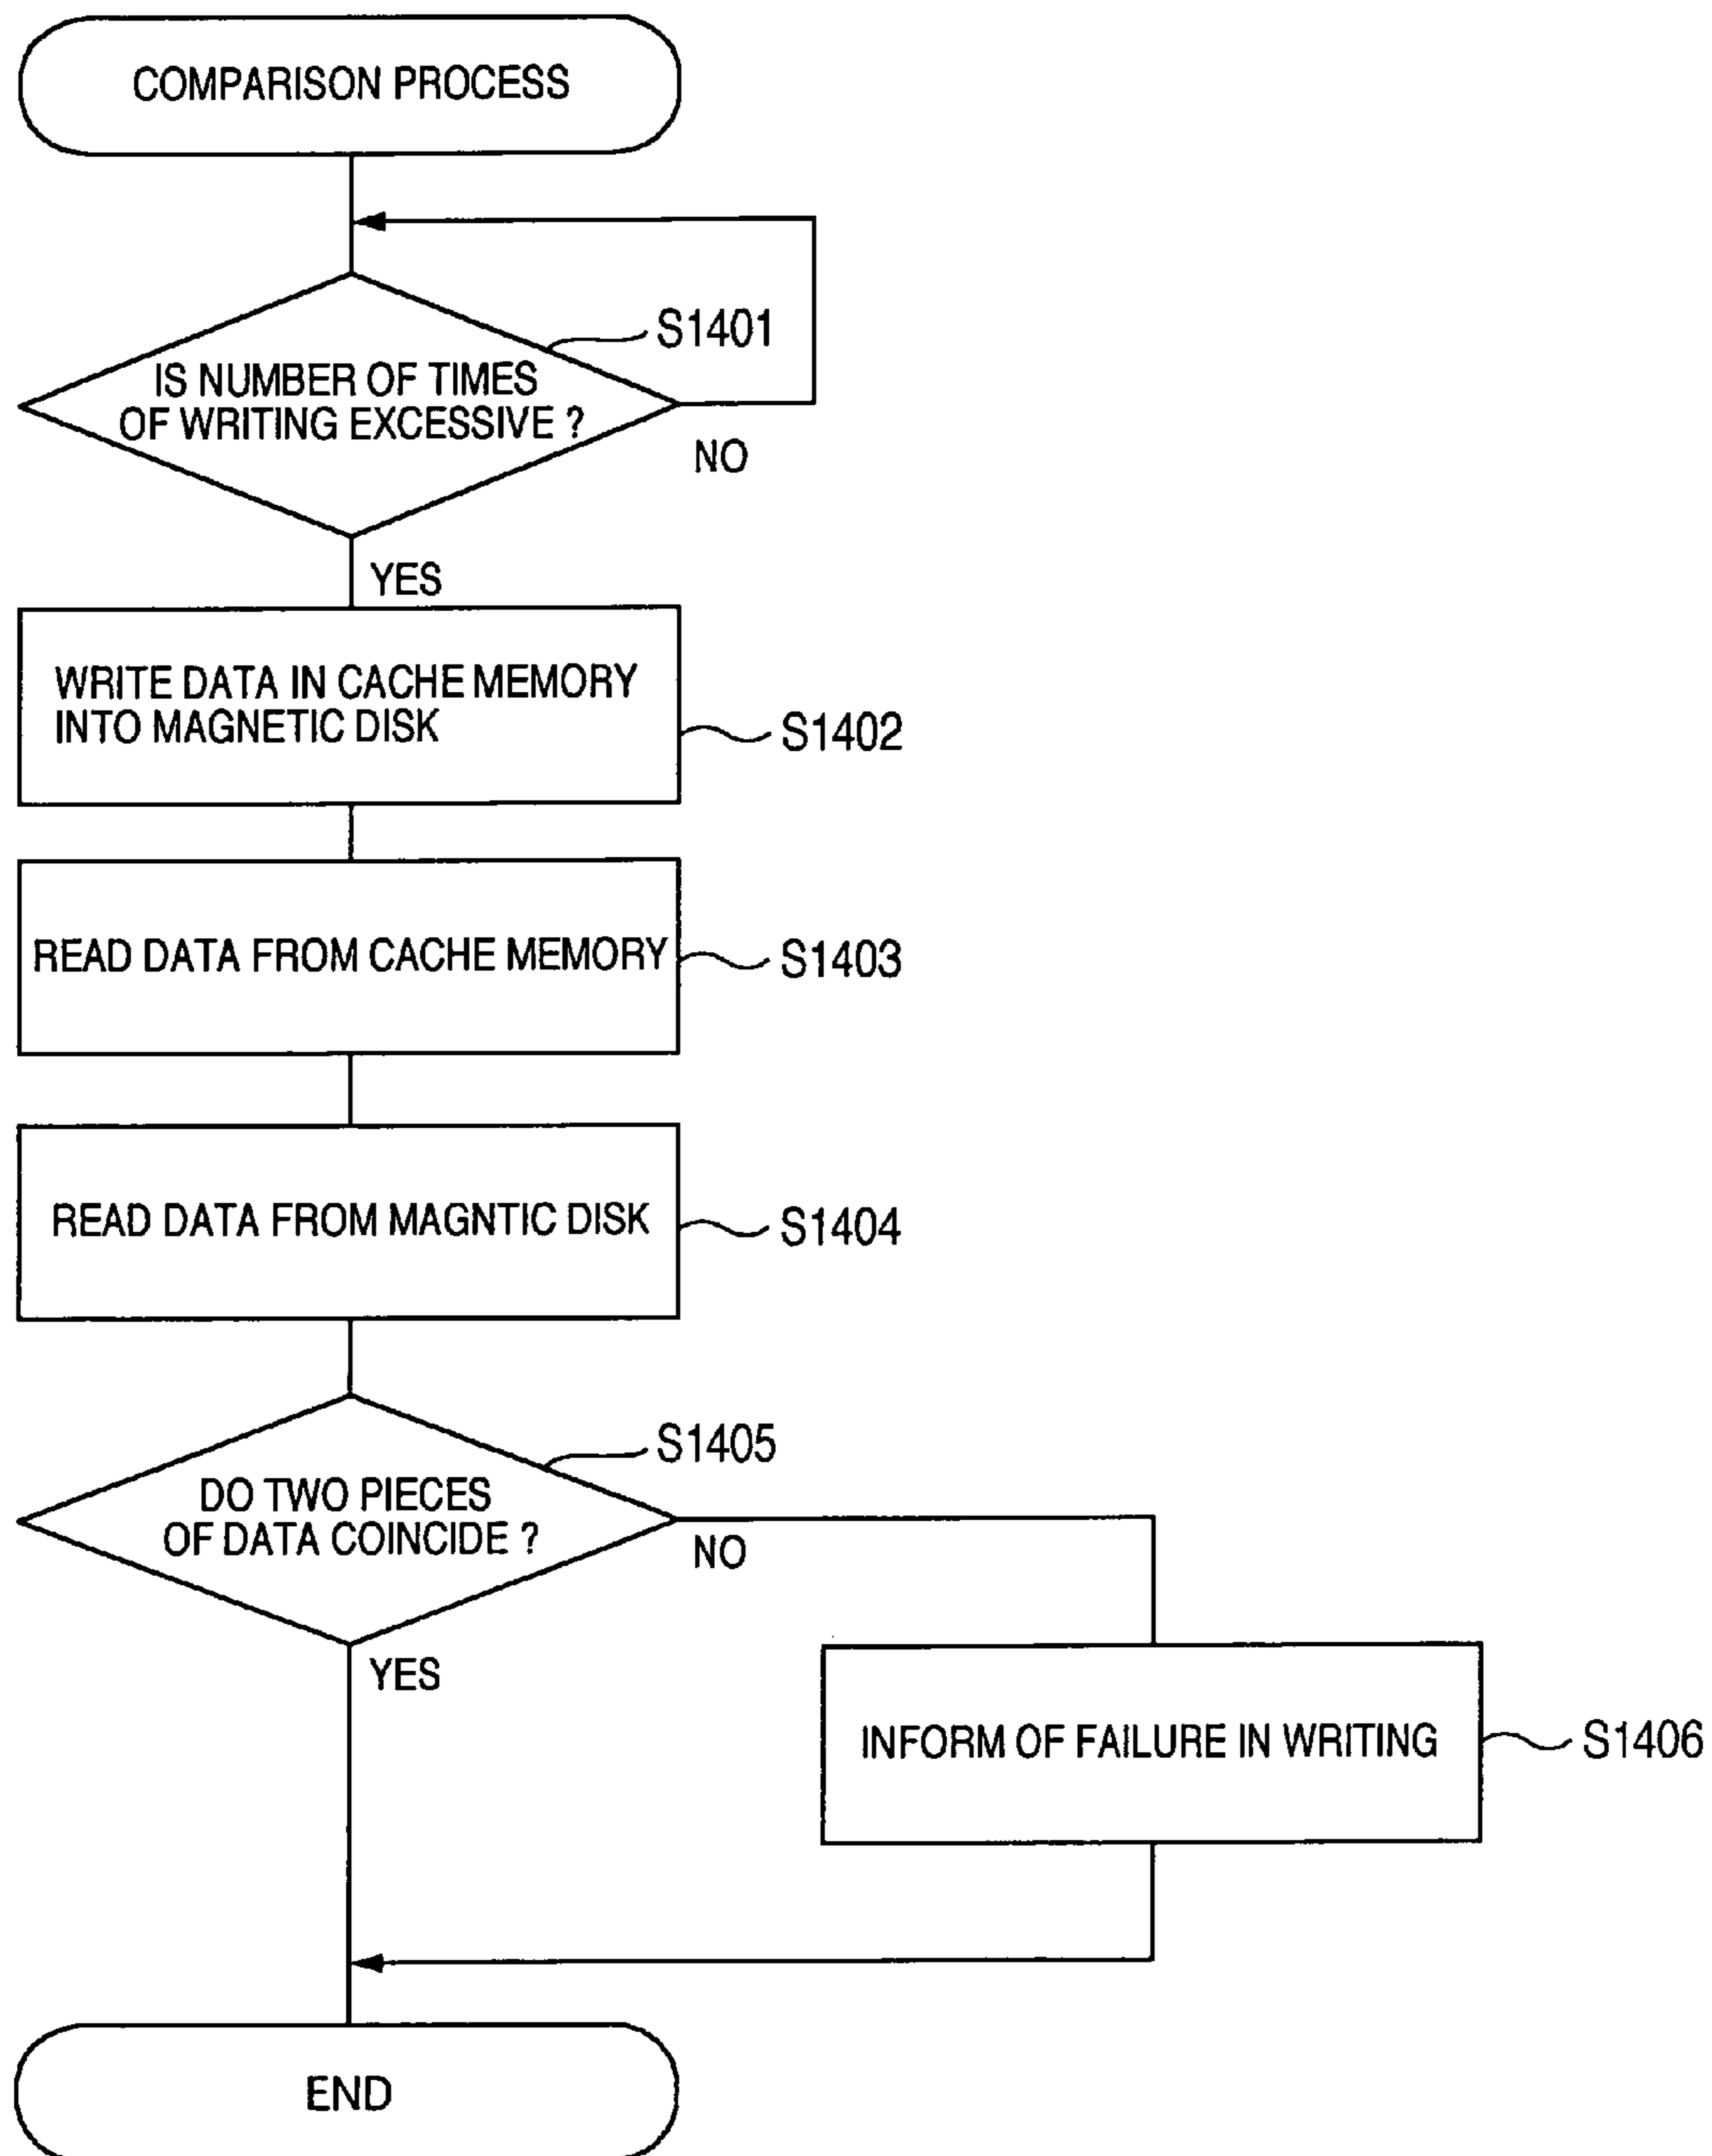 COMPARISON PROCESS
S1401
IS NUMBER OF TIMES
OF WRITING EXCESSIVE ?
NO
YES
WRITE DATA IN CACHE MEMORY
INTO MAGNETIC DISK
S1402
READ DATA FROM CACHE MEMORY
S1403
READ DATA FROM MAGNTIC DISK
S1404
S1405
DO TWO PIECES
OF DATA COINCIDE ?
NO
YES
INFORM OF FAILURE IN WRITING
S1406
END